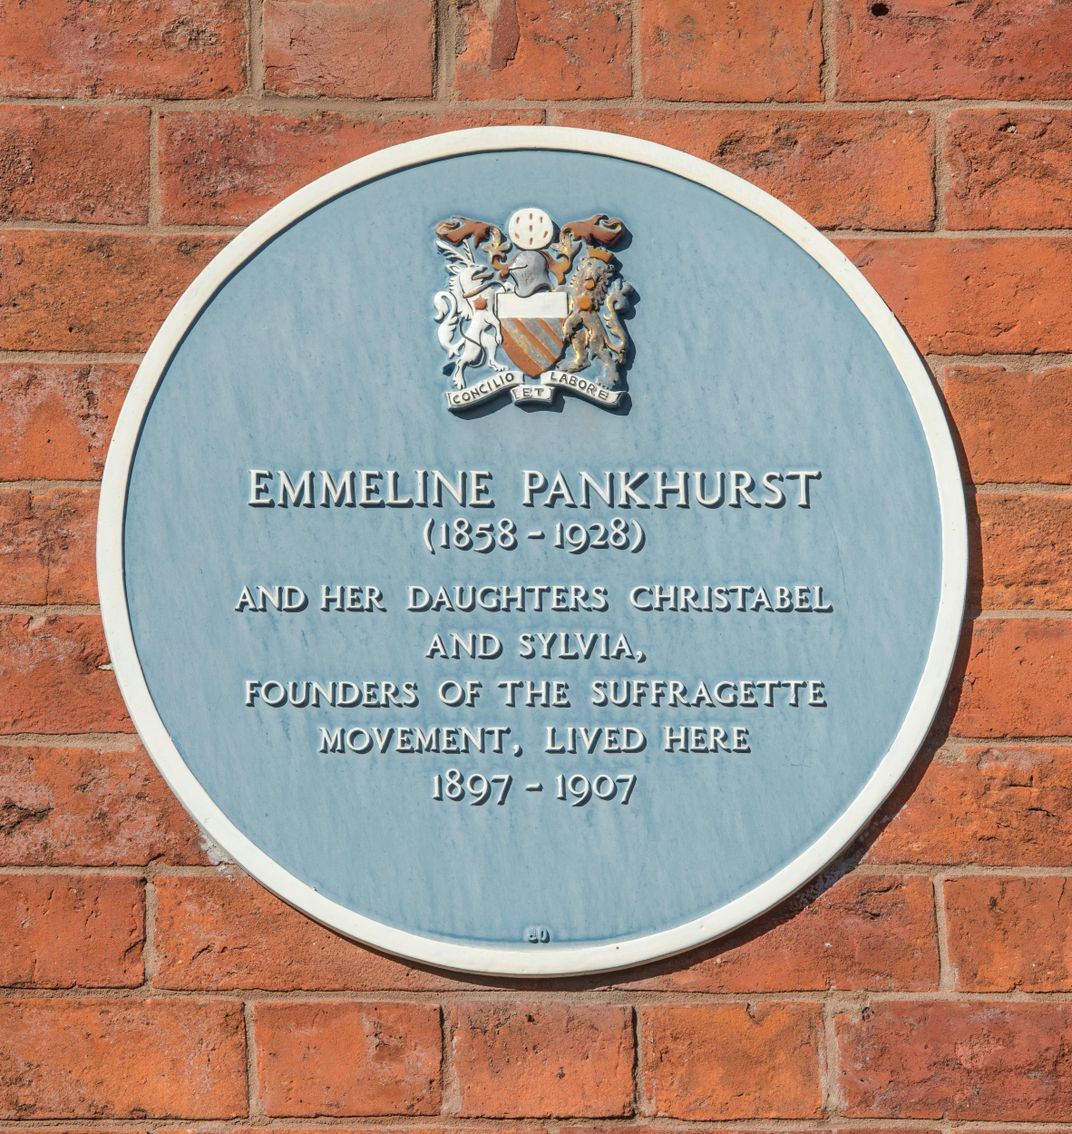 CONCILIO ET LABORE
EMMELINE PANKHURST
(1858 - 1928)
AND HER DAUGHTERS CHRISTABEL
AND SYLVIA,
FOUNDERS OF THE SUFFRAGETTE
MOVEMENT, LIVED HERE
1897 - 1907